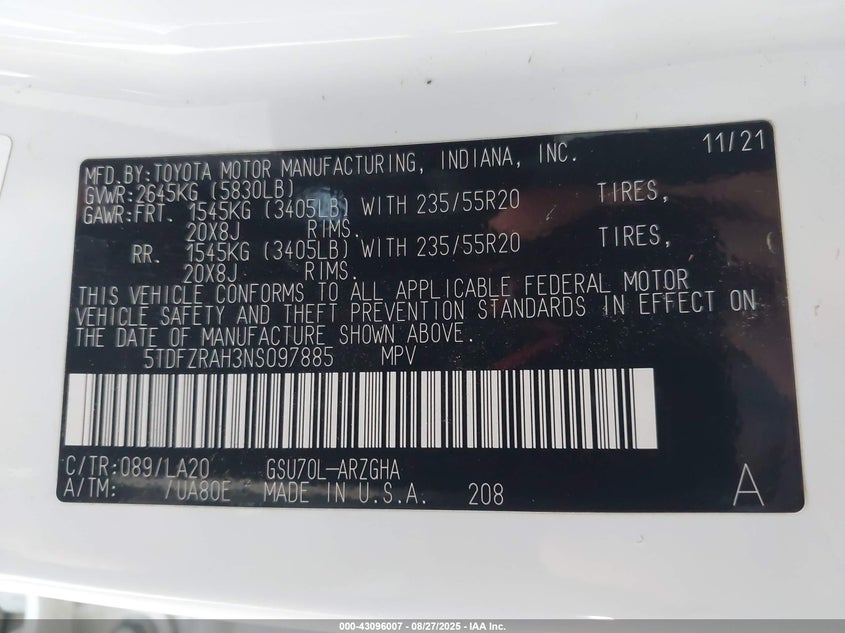 MFD.BY:TOYOTA MOTOR MANUFACTURING, INDIANA, INC. 11/21
GVWR:2645KG (5830LB)
GAWR:FRT. 1545KG (3405LB) WITH 235/55R20 TIRES,
20X8J RIMS.
RR. 1545KG (3405LB) WITH 235/55R20 TIRES,
20X8J RIMS.
THIS VEHICLE CONFORMS TO ALL APPLICABLE FEDERAL MOTOR
VEHICLE SAFETY AND THEFT PREVENTION STANDARDS IN EFFECT ON
THE DATE OF MANUFACTURE SHOWN ABOVE.
5TDFZRAH3NS097885 MPV
C/TR:089/LA20 GSU70L-ARZGHA
A/TM: /UA80E MADE IN U.S.A. 208 A
000-43096007 - 08/27/2025 - IAA Inc.